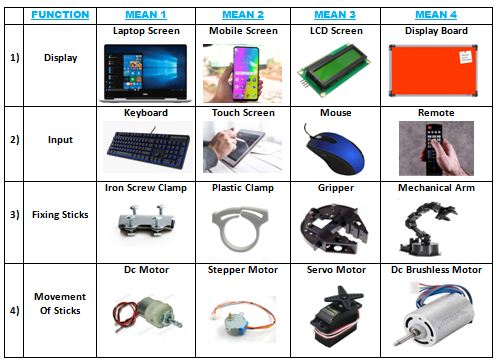 FUNCTION MEAN 1 MEAN 2 MEAN 3 MEAN 4
Laptop Screen Mobile Screen LCD Screen Display Board
1) Display
Keyboard Touch Screen Mouse Remote
2) Input
Iron Screw Clamp Plastic Clamp Gripper Mechanical Arm
3) Fixing Sticks
Dc Motor Stepper Motor Servo Motor Dc Brushless Motor
4) Movement
Of Sticks